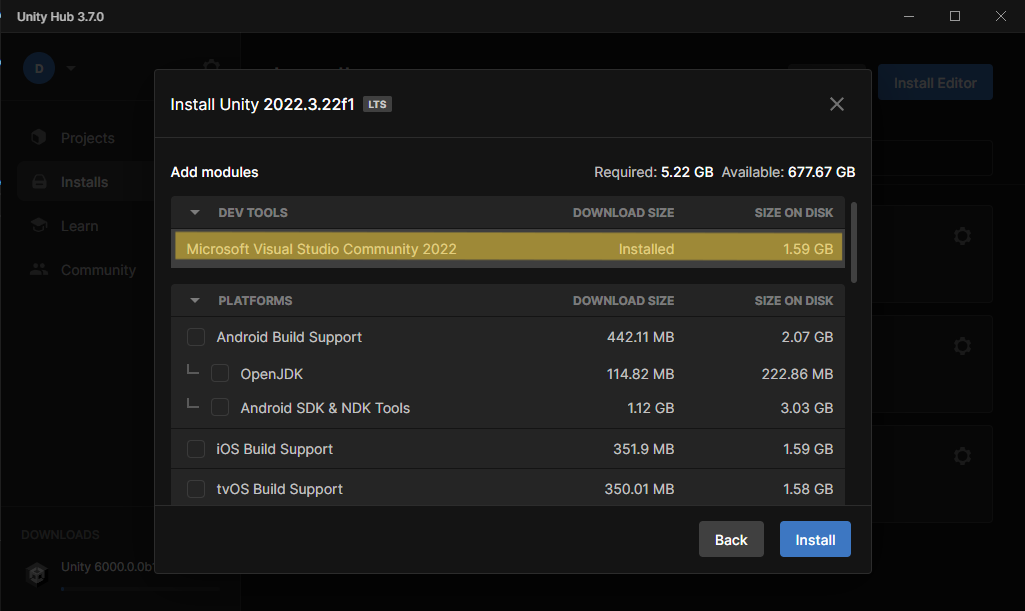 Unity Hub 3.7.0
D
Install Editor
Projects
Installs
Learn
Community
DOWNLOADS
Unity 6000.0.0b
Install Unity 2022.3.22f1 LTS
Add modules Required: 5.22 GB Available: 677.67 GB
DEV TOOLS DOWNLOAD SIZE SIZE ON DISK
Microsoft Visual Studio Community 2022 Installed 1.59 GB
PLATFORMS DOWNLOAD SIZE SIZE ON DISK
Android Build Support 442.11 MB 2.07 GB
OpenJDK 114.82 MB 222.86 MB
Android SDK & NDK Tools 1.12 GB 3.03 GB
iOS Build Support 351.9 MB 1.59 GB
tvOS Build Support 350.01 MB 1.58 GB
Back Install